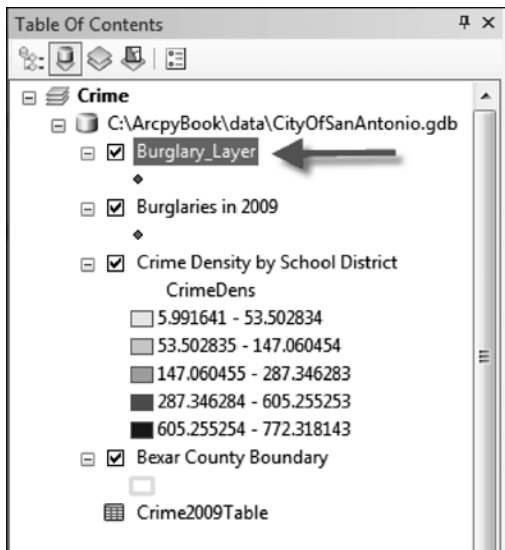 Table Of Contents
Crime
C:\ArcpyBook\data\CityOfSanAntonio.gdb
Burglary_Layer
Burglaries in 2009
Crime Density by School District
CrimeDens
5.991641 - 53.502834
53.502835 - 147.060454
147.060455 - 287.346283
287.346284 - 605.255253
605.255254 - 772.318143
Bexar County Boundary
Crime2009Table